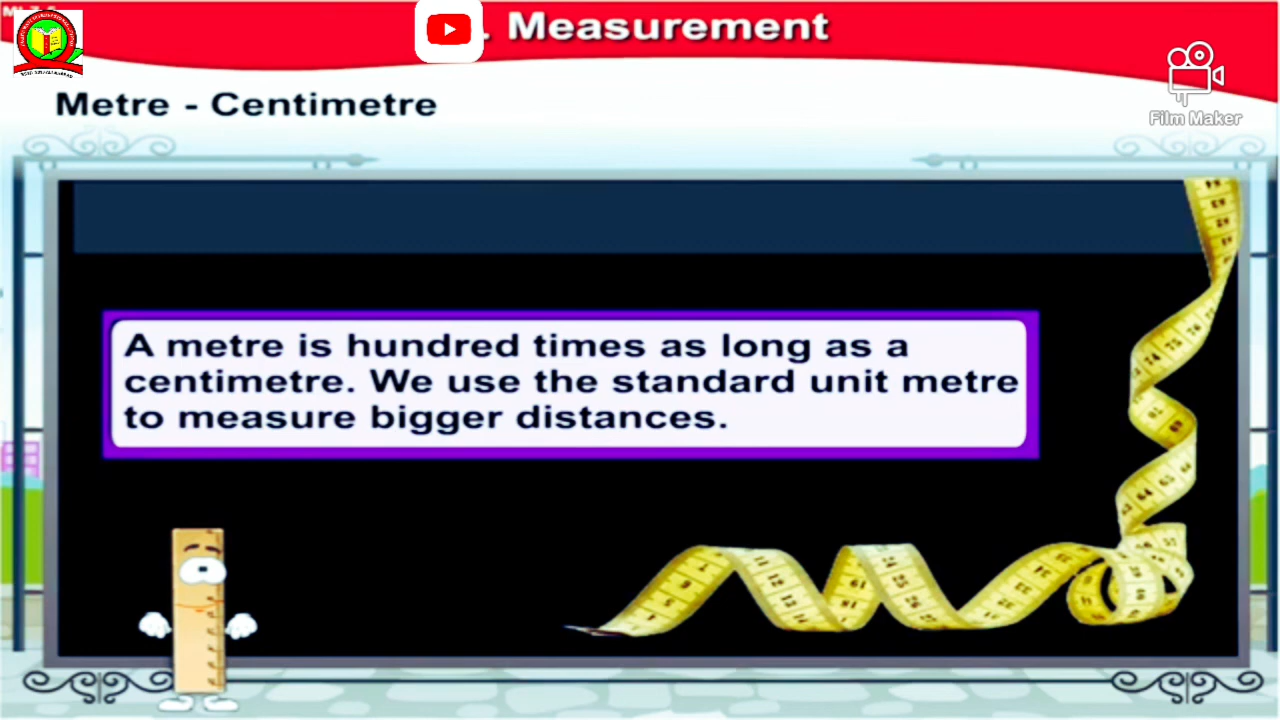 . Measurement
Film Maker
Metre - Centimetre
A metre is hundred times as long as a
centimetre. We use the standard unit metre
to measure bigger distances.